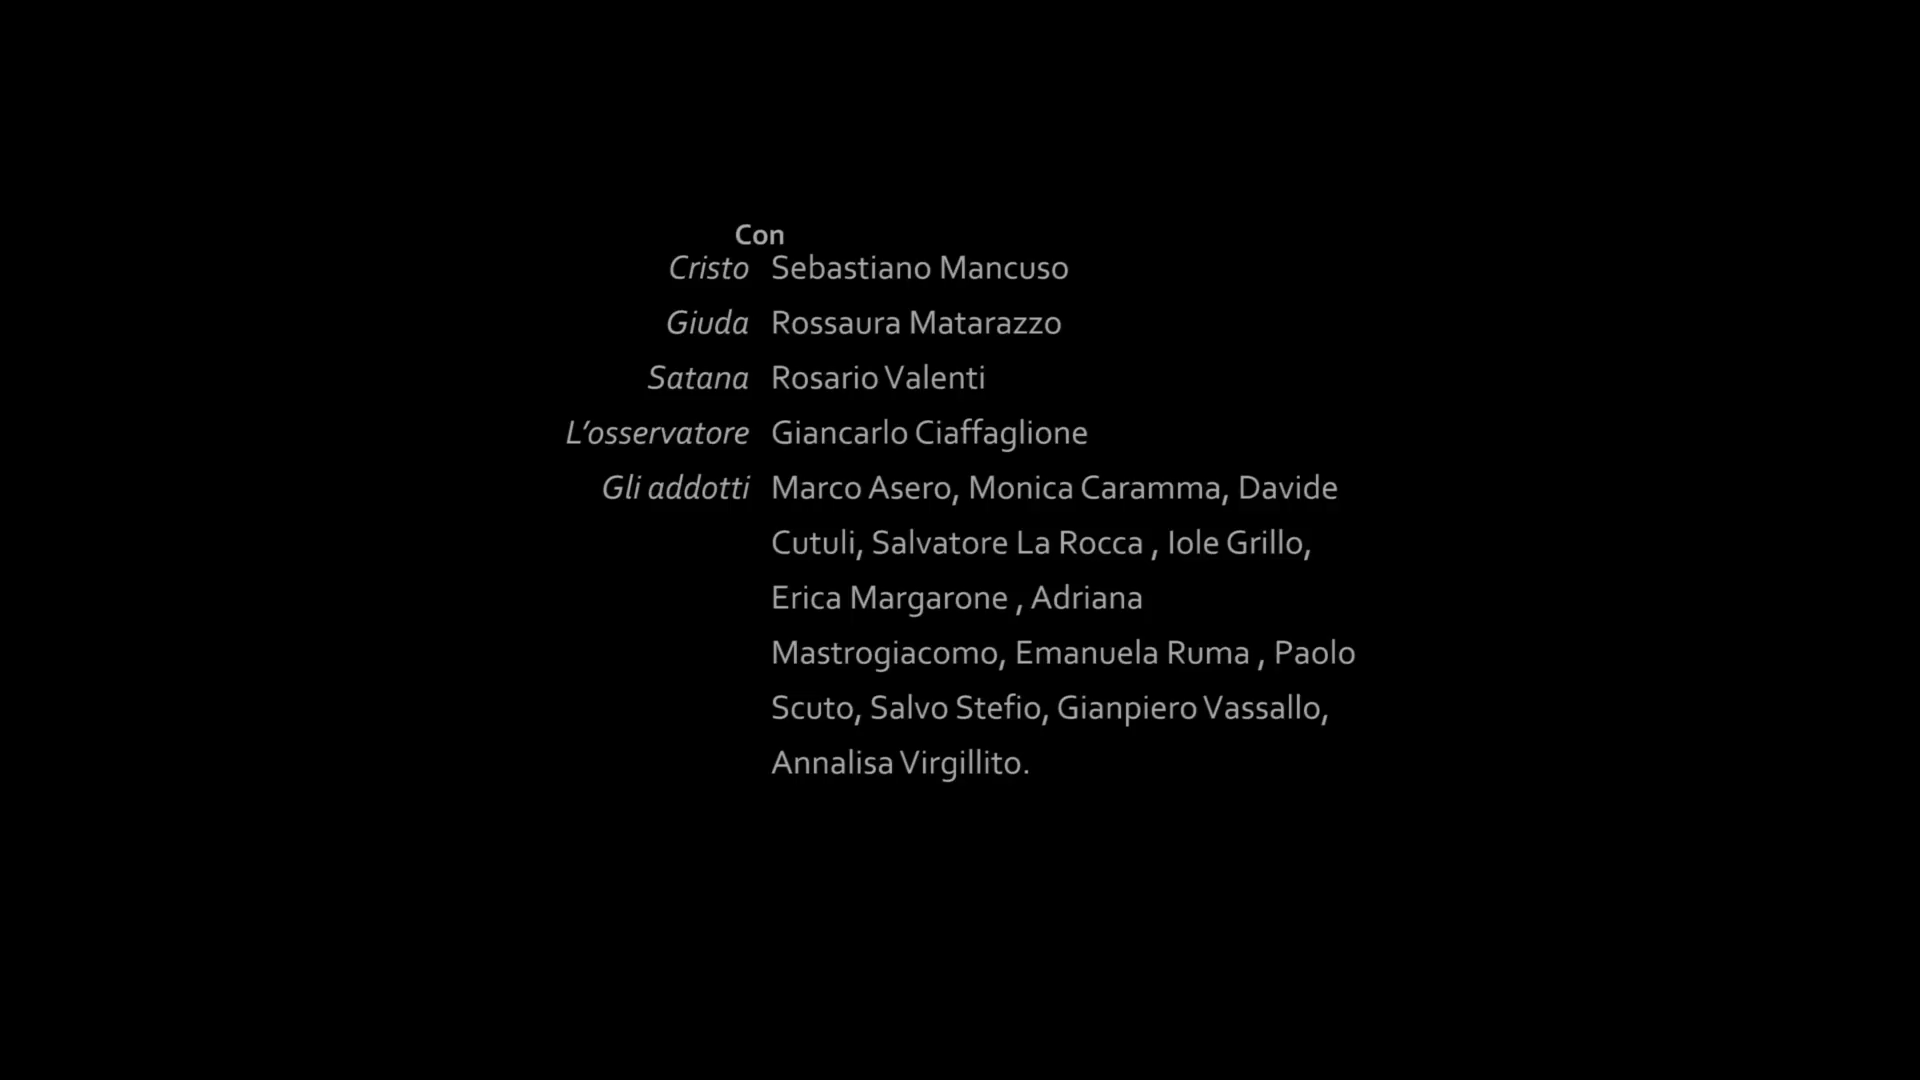 Con
Cristo Sebastiano Mancuso
Giuda Rossaura Matarazzo
Satana Rosario Valenti
L’osservatore Giancarlo Ciaffaglione
Gli addotti Marco Asero, Monica Caramma, Davide
Cutuli, Salvatore La Rocca , Iole Grillo,
Erica Margarone , Adriana
Mastrogiacomo, Emanuela Ruma , Paolo
Scuto, Salvo Stefio, Gianpiero Vassallo,
Annalisa Virgillito.